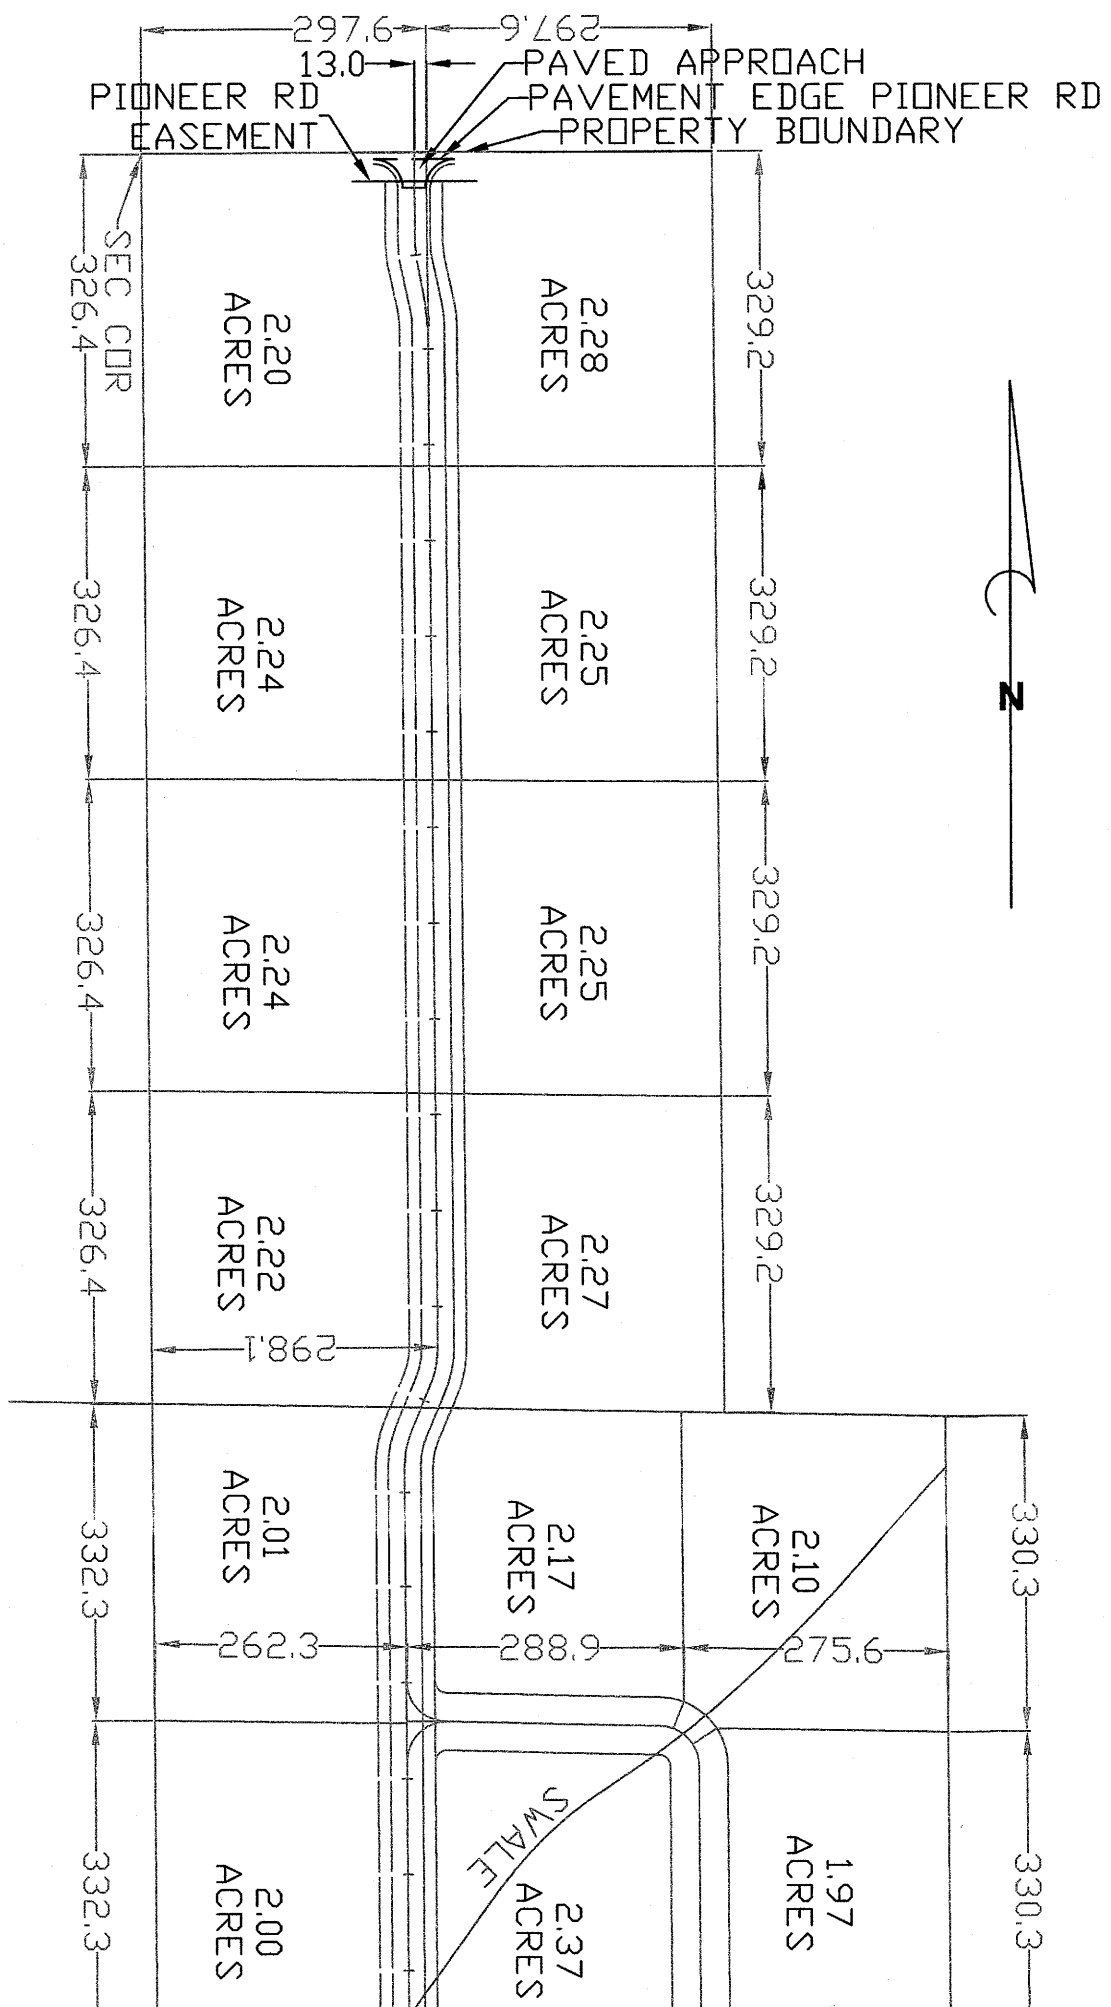 297.6
297.6
13.0
PAVED APPROACH
PIONEER RD
EASEMENT
PAVEMENT EDGE PIONEER RD
PROPERTY BOUNDARY
SEC COR
326.4
2.20
ACRES
2.28
ACRES
329.2
N
326.4
2.24
ACRES
2.25
ACRES
329.2
326.4
2.24
ACRES
2.25
ACRES
329.2
326.4
2.22
ACRES
2.27
ACRES
329.2
298.1
332.3
2.01
ACRES
2.17
ACRES
2.10
ACRES
330.3
262.3
288.9
275.6
SWALE
332.3
2.00
ACRES
2.37
ACRES
1.97
ACRES
330.3